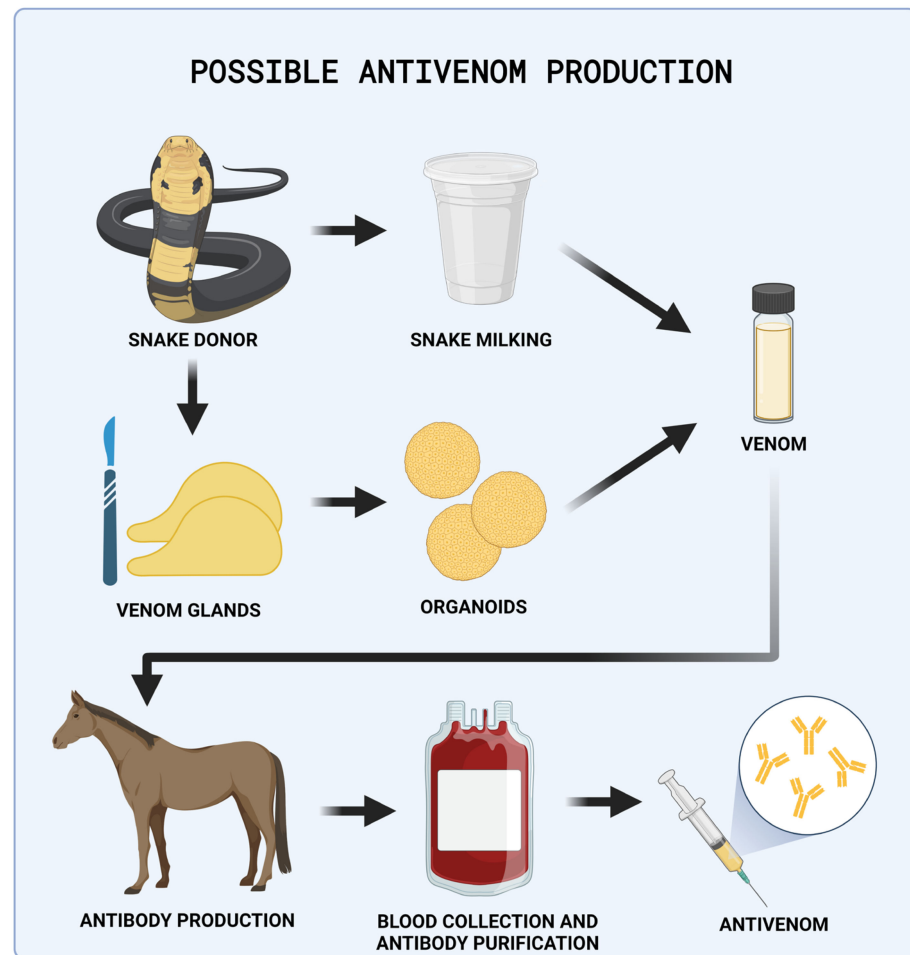 POSSIBLE ANTIVENOM PRODUCTION
SNAKE DONOR
SNAKE MILKING
VENOM
VENOM GLANDS
ORGANOIDS
ANTIBODY PRODUCTION
BLOOD COLLECTION AND
ANTIBODY PURIFICATION
ANTIVENOM